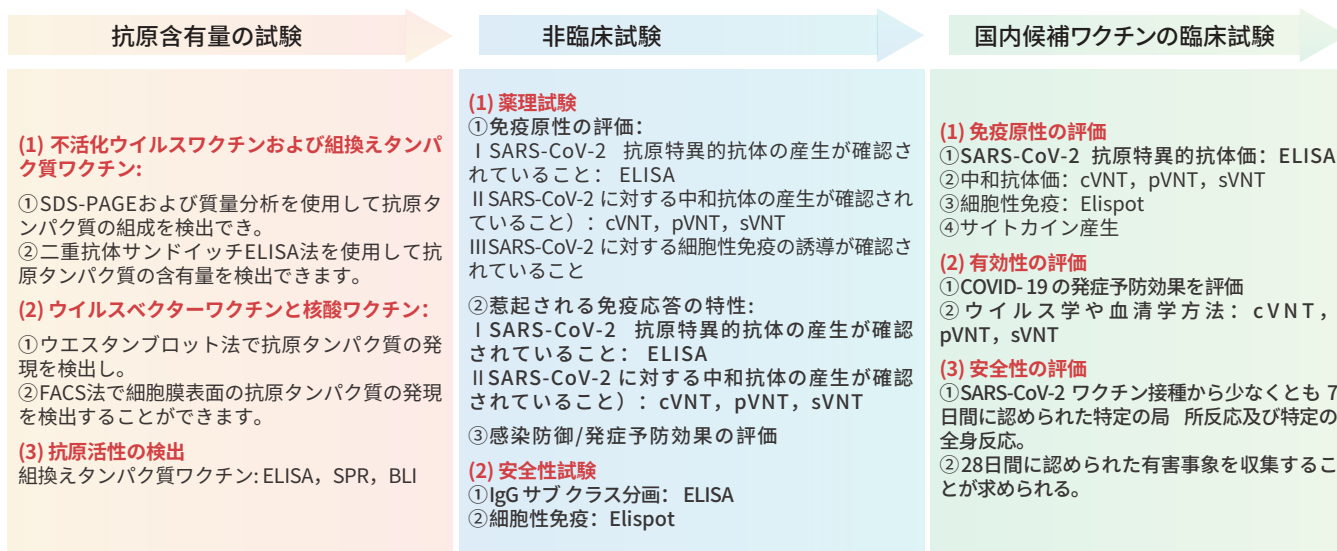 抗原含有量の試験
(1) 不活化ウイルスワクチンおよび組換えタンパ
ク質ワクチン:
①SDS-PAGEおよび質量分析を使用して抗原タ
ンパク質の組成を検出でき。
②二重抗体サンドイッチELISA法を使用して抗
原タンパク質の含有量を検出できます。
(2) ウイルスベクターワクチンと核酸ワクチン：
①ウエスタンブロット法で抗原タンパク質の発
現を検出し。
②FACS法で細胞膜表面の抗原タンパク質の発現
を検出することができます。
(3) 抗原活性の検出
組換えタンパク質ワクチン: ELISA，SPR，BLI
非臨床試験
(1) 薬理試験
①免疫原性の評価：
ⅠSARS-CoV-2 抗原特異的抗体の産生が確認さ
れていること： ELISA
ⅡSARS-CoV-2 に対する中和抗体の産生が確認され
ていること）：cVNT，pVNT，sVNT
ⅢSARS-CoV-2 に対する細胞性免疫の誘導が確認さ
れていること
②惹起される免疫応答の特性:
ⅠSARS-CoV-2 抗原特異的抗体の産生が確認
されていること： ELISA
ⅡSARS-CoV-2 に対する中和抗体の産生が確認
されていること）：cVNT，pVNT，sVNT
③感染防御/発症予防効果の評価
(2) 安全性試験
①IgG サブ クラス分画： ELISA
②細胞性免疫：Elispot
国内候補ワクチンの臨床試験
(1) 免疫原性の評価
①SARS-CoV-2 抗原特異的抗体価：ELISA
②中和抗体価：cVNT，pVNT，sVNT
③細胞性免疫：Elispot
④サイトカイン産生
(2) 有効性の評価
①COVID- 19 の発症予防効果を評価
②ウイルス学や血清学方法：cVNT，
pVNT，sVNT
(3) 安全性の評価
①SARS-CoV-2 ワクチン接種から少なくとも 7
日間に認められた特定の局 所反応及び特定の
全身反応。
②28日間に認められた有害事象を収集するこ
とが求められる。